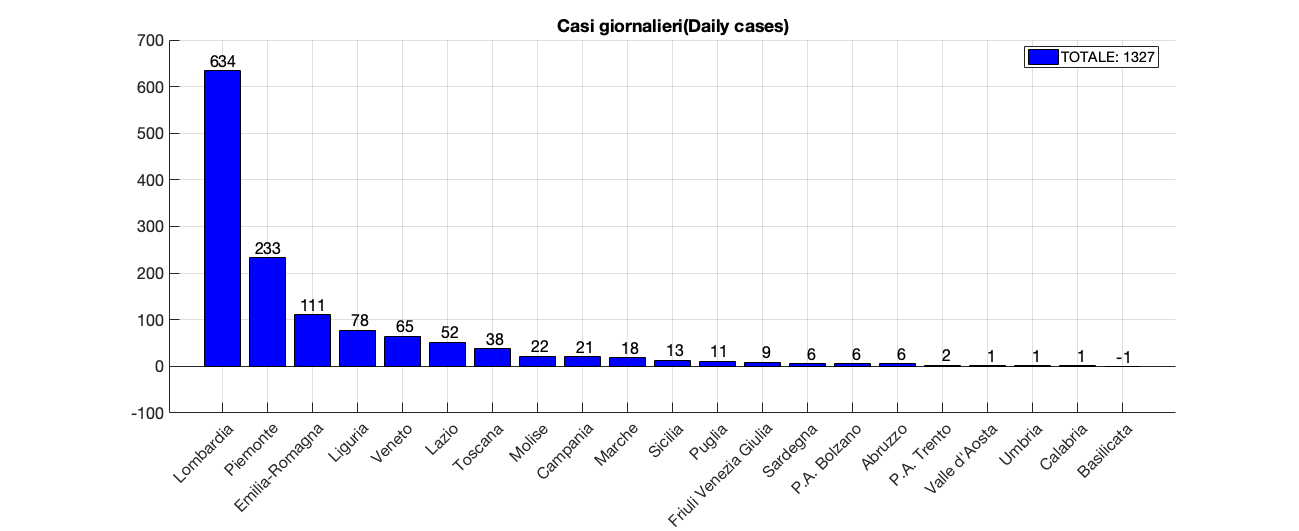 Casi giornalieri(Daily cases)
TOTALE: 1327
700
600
500
400
300
200
100
0
-100
634
233
111
78
65
52
38
22
21
18
13
11
9
6
6
6
2
1
1
1
-1
Lombardia
Piemonte
Emilia-Romagna
Liguria
Veneto
Lazio
Toscana
Molise
Campania
Marche
Sicilia
Puglia
Friuli Venezia Giulia
Sardegna
P.A. Bolzano
Abruzzo
P.A. Trento
Valle d'Aosta
Umbria
Calabria
Basilicata